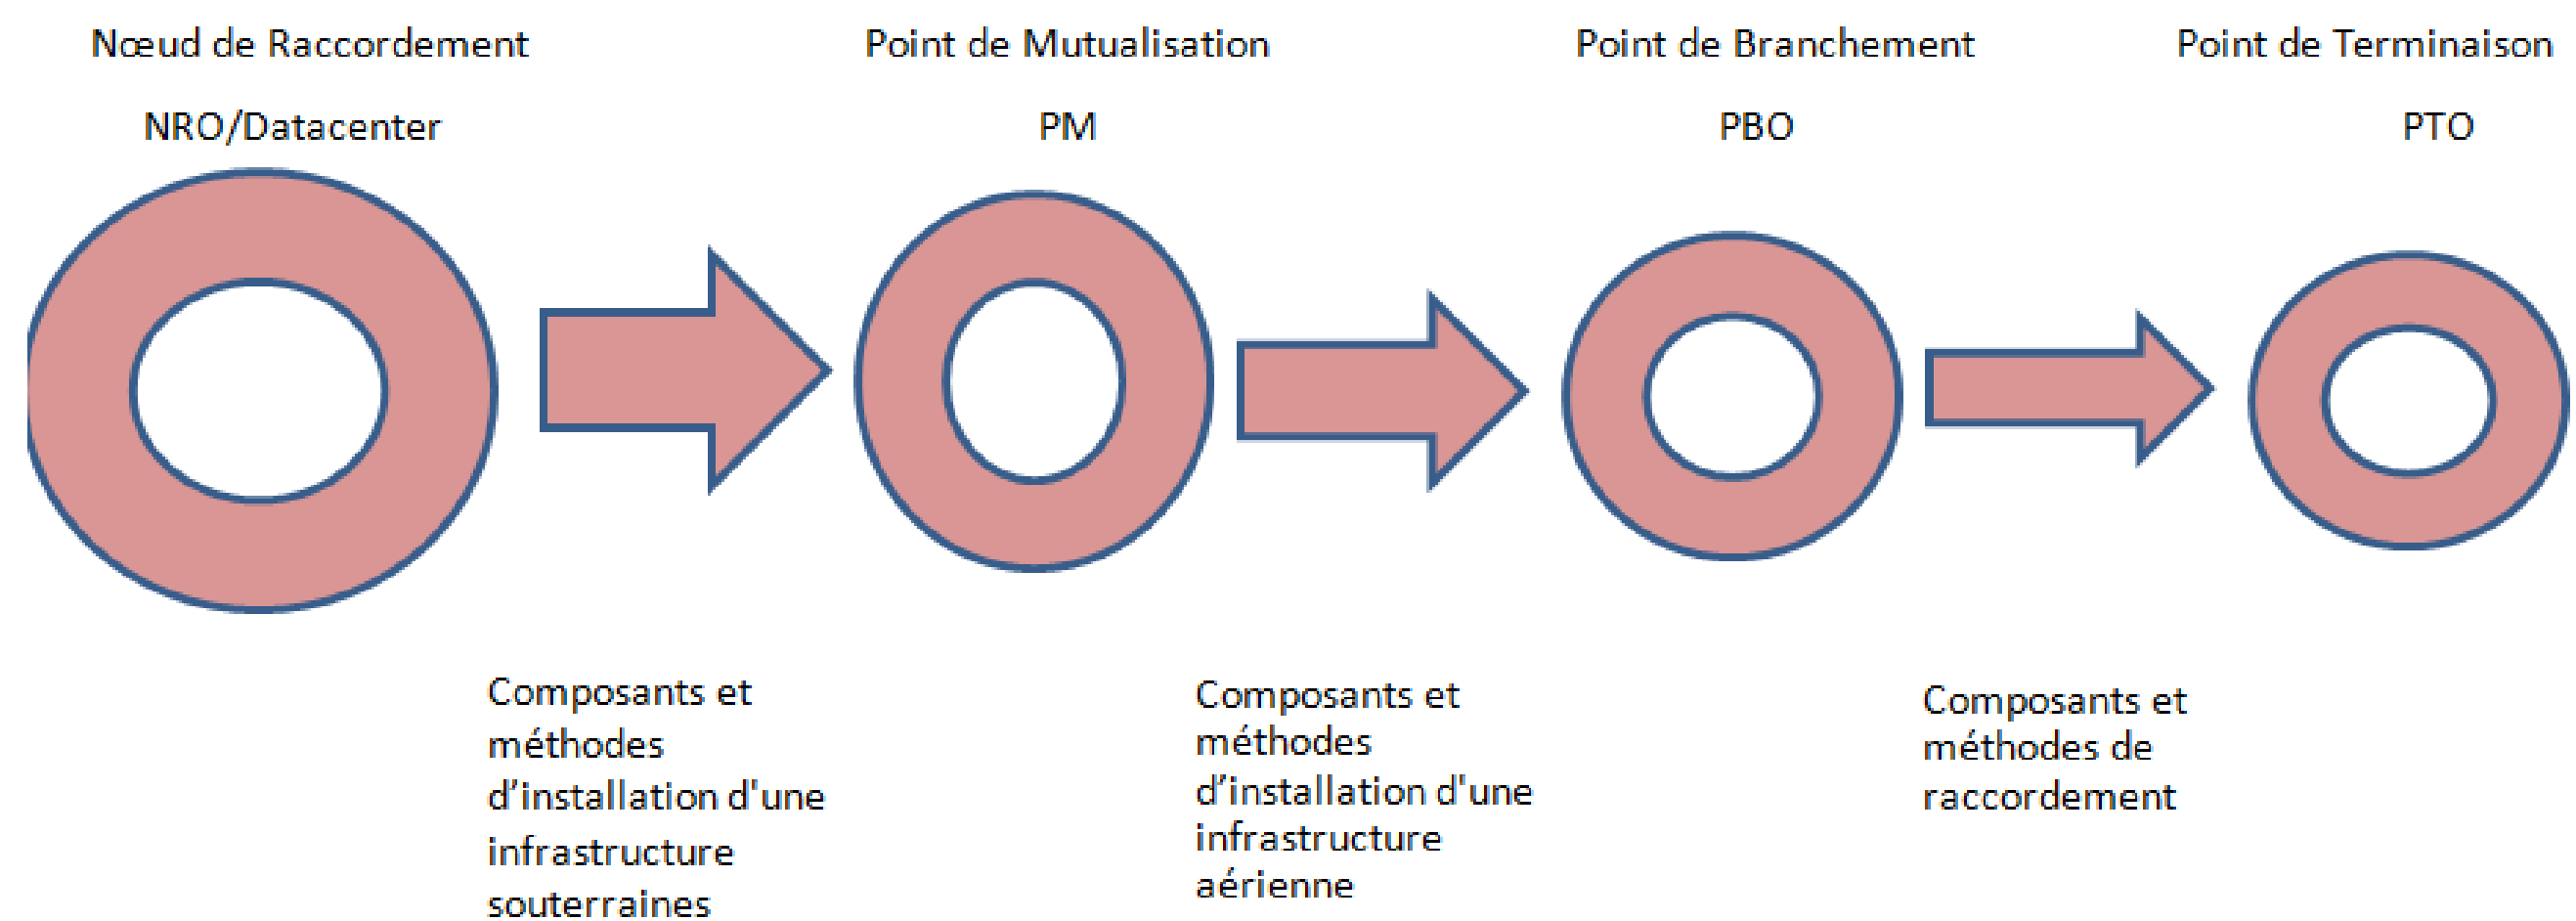 Nœud de Raccordement
Point de Mutualisation
Point de Branchement
Point de Terminaison
NRO/Datacenter
PM
PBO
PTO
Composants et
méthodes
d’installation d'une
infrastructure
souterraines
Composants et
méthodes
d’installation d'une
infrastructure
aérienne
Composants et
méthodes de
raccordement